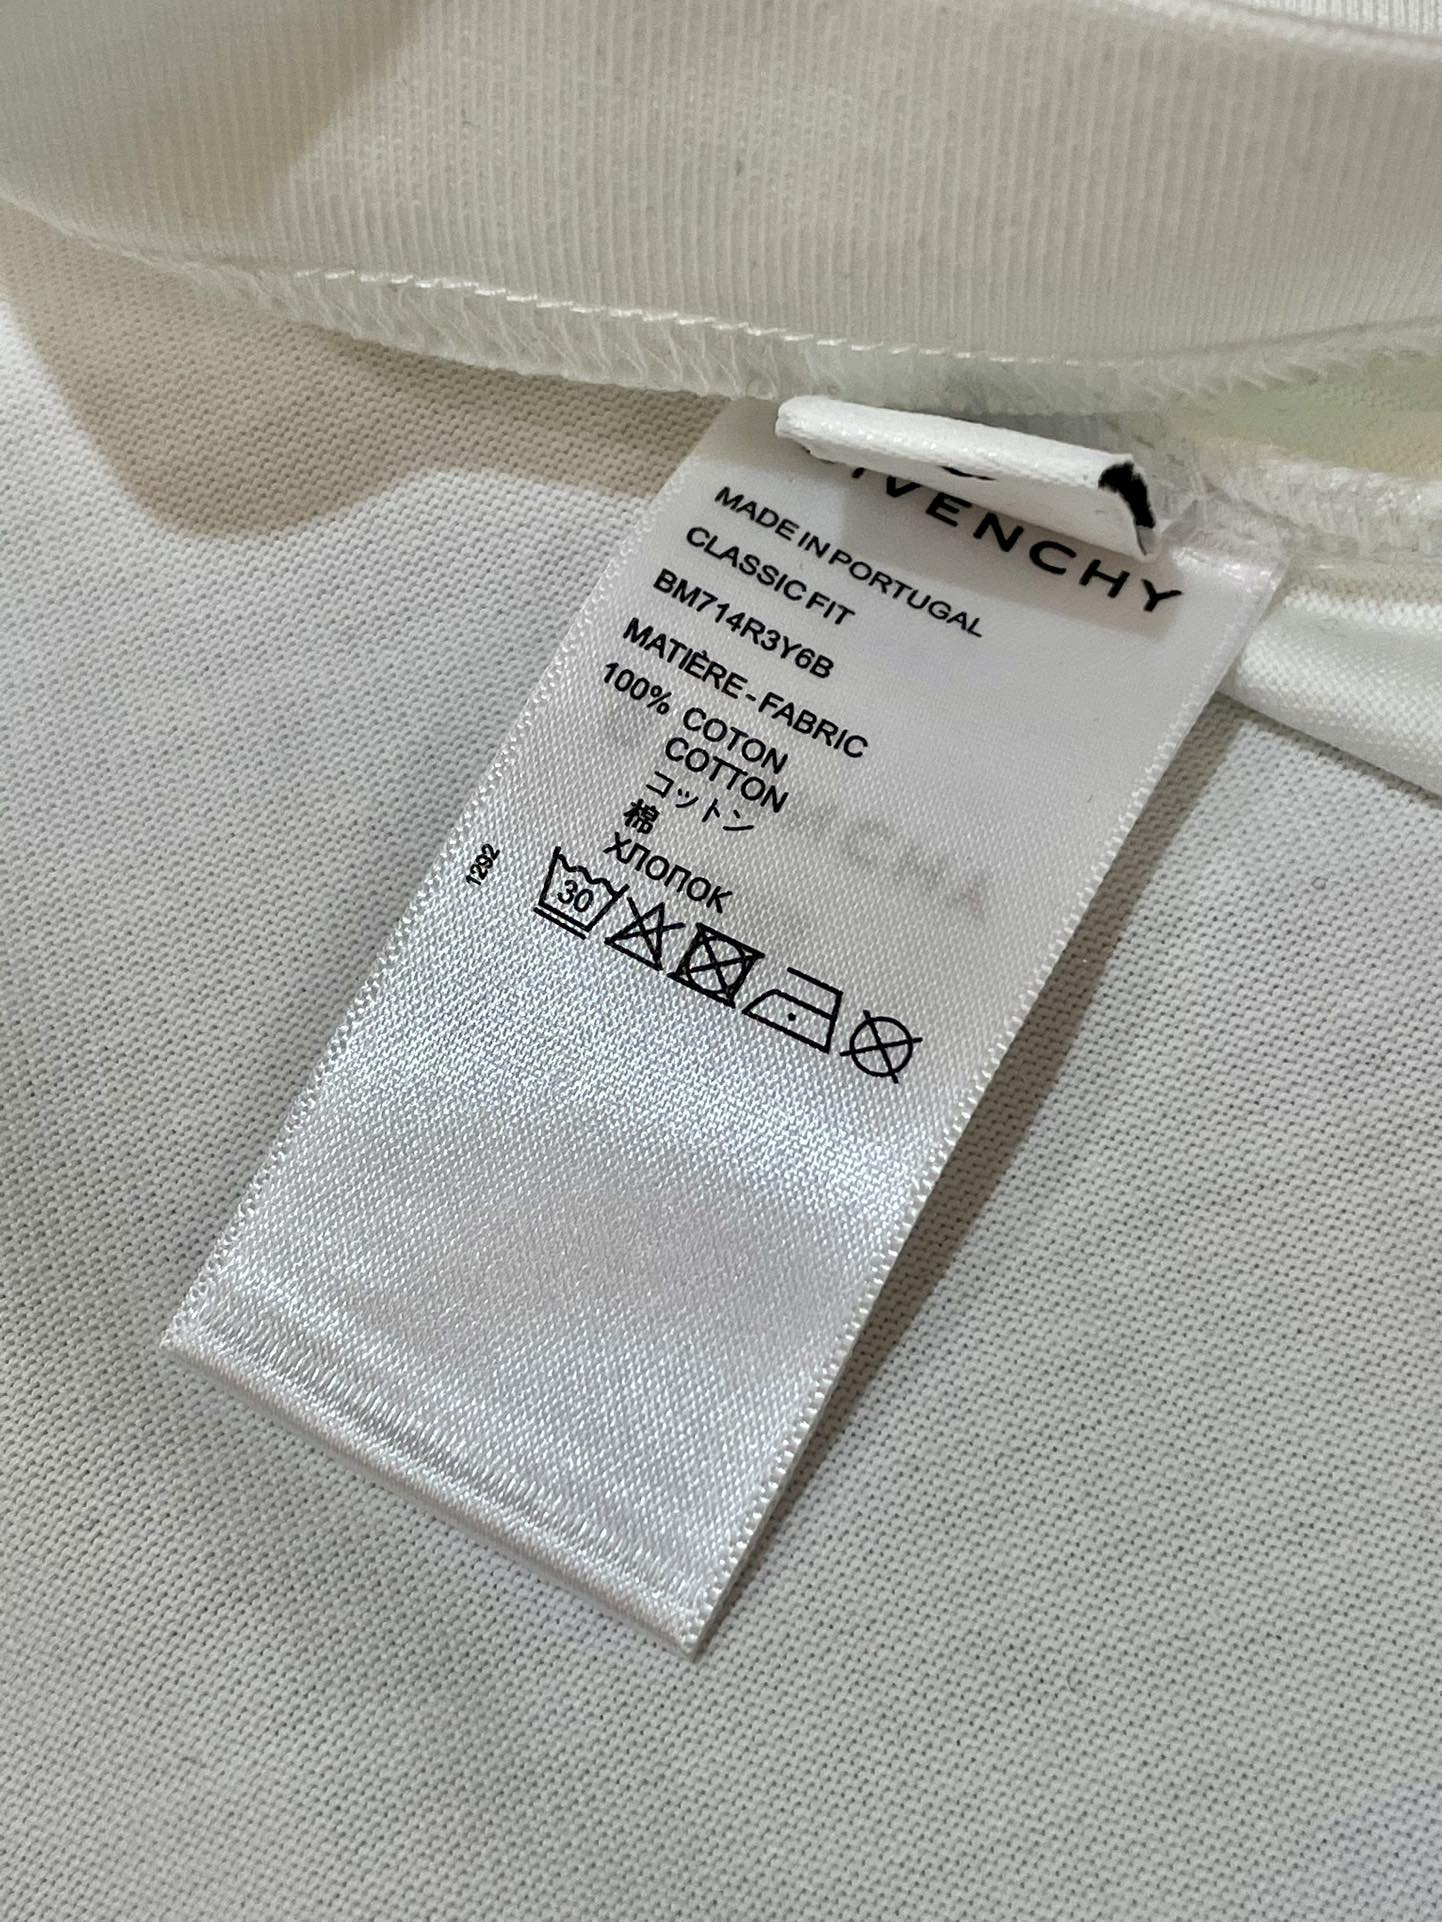 GIVENCHY
MADE IN PORTUGAL
CLASSIC FIT
BM714R3Y6B
MATIÈRE - FABRIC
100% COTON
COTTON
コットン
棉
ХЛОПОК
1292
30